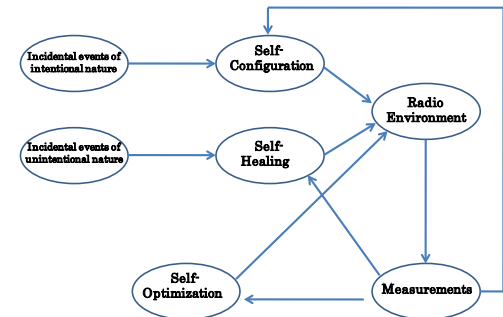 Incidental events of
intentional nature
Self-
Configuration
Radio
Environment
Incidental events of
unintentional nature
Self-
Healing
Self-
Optimization
Measurements